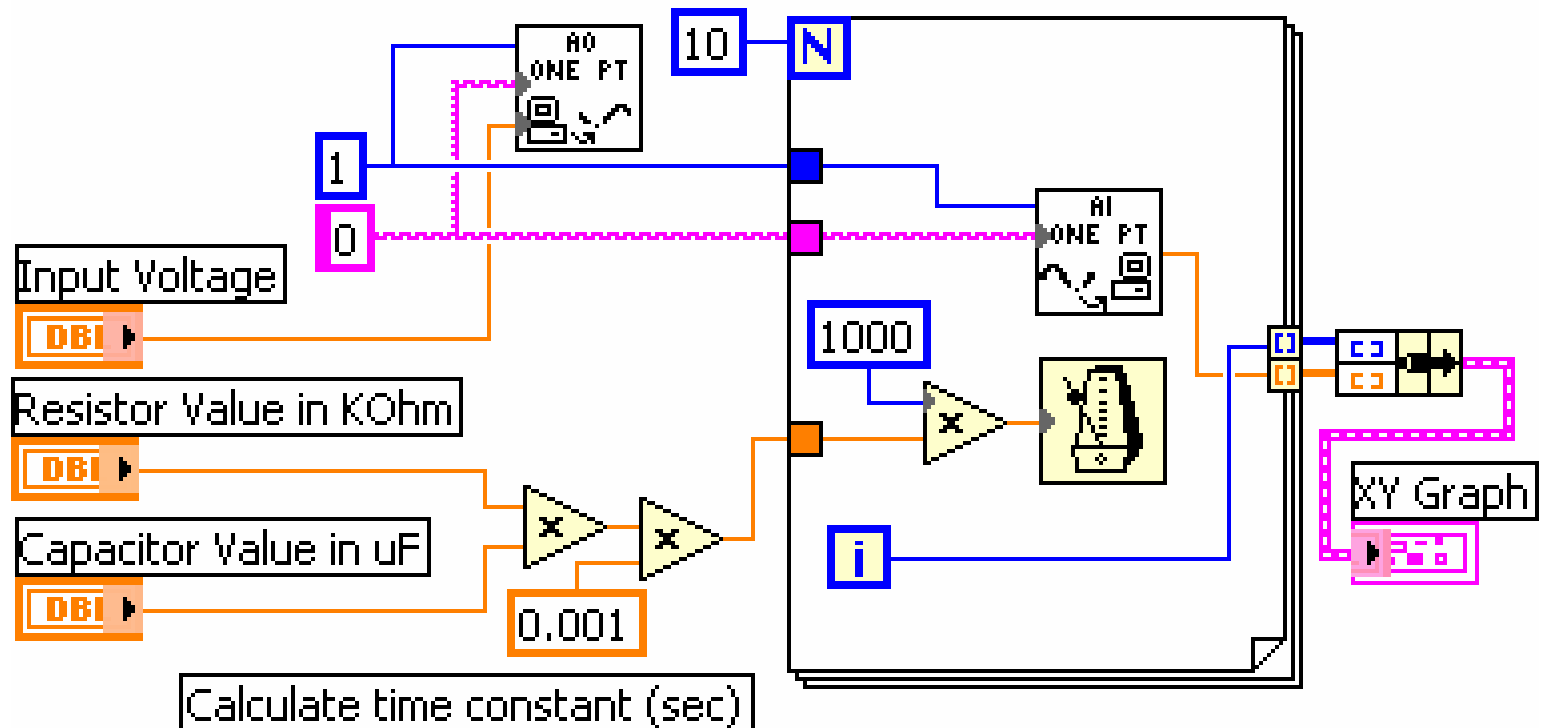 AO
ONE PT
10
N
1
0
AI
ONE PT
Input Voltage
DBL
1000
Resistor Value in KOhm
DBL
x
XY Graph
x
x
Capacitor Value in uF
i
DBL
0.001
Calculate time constant (sec)